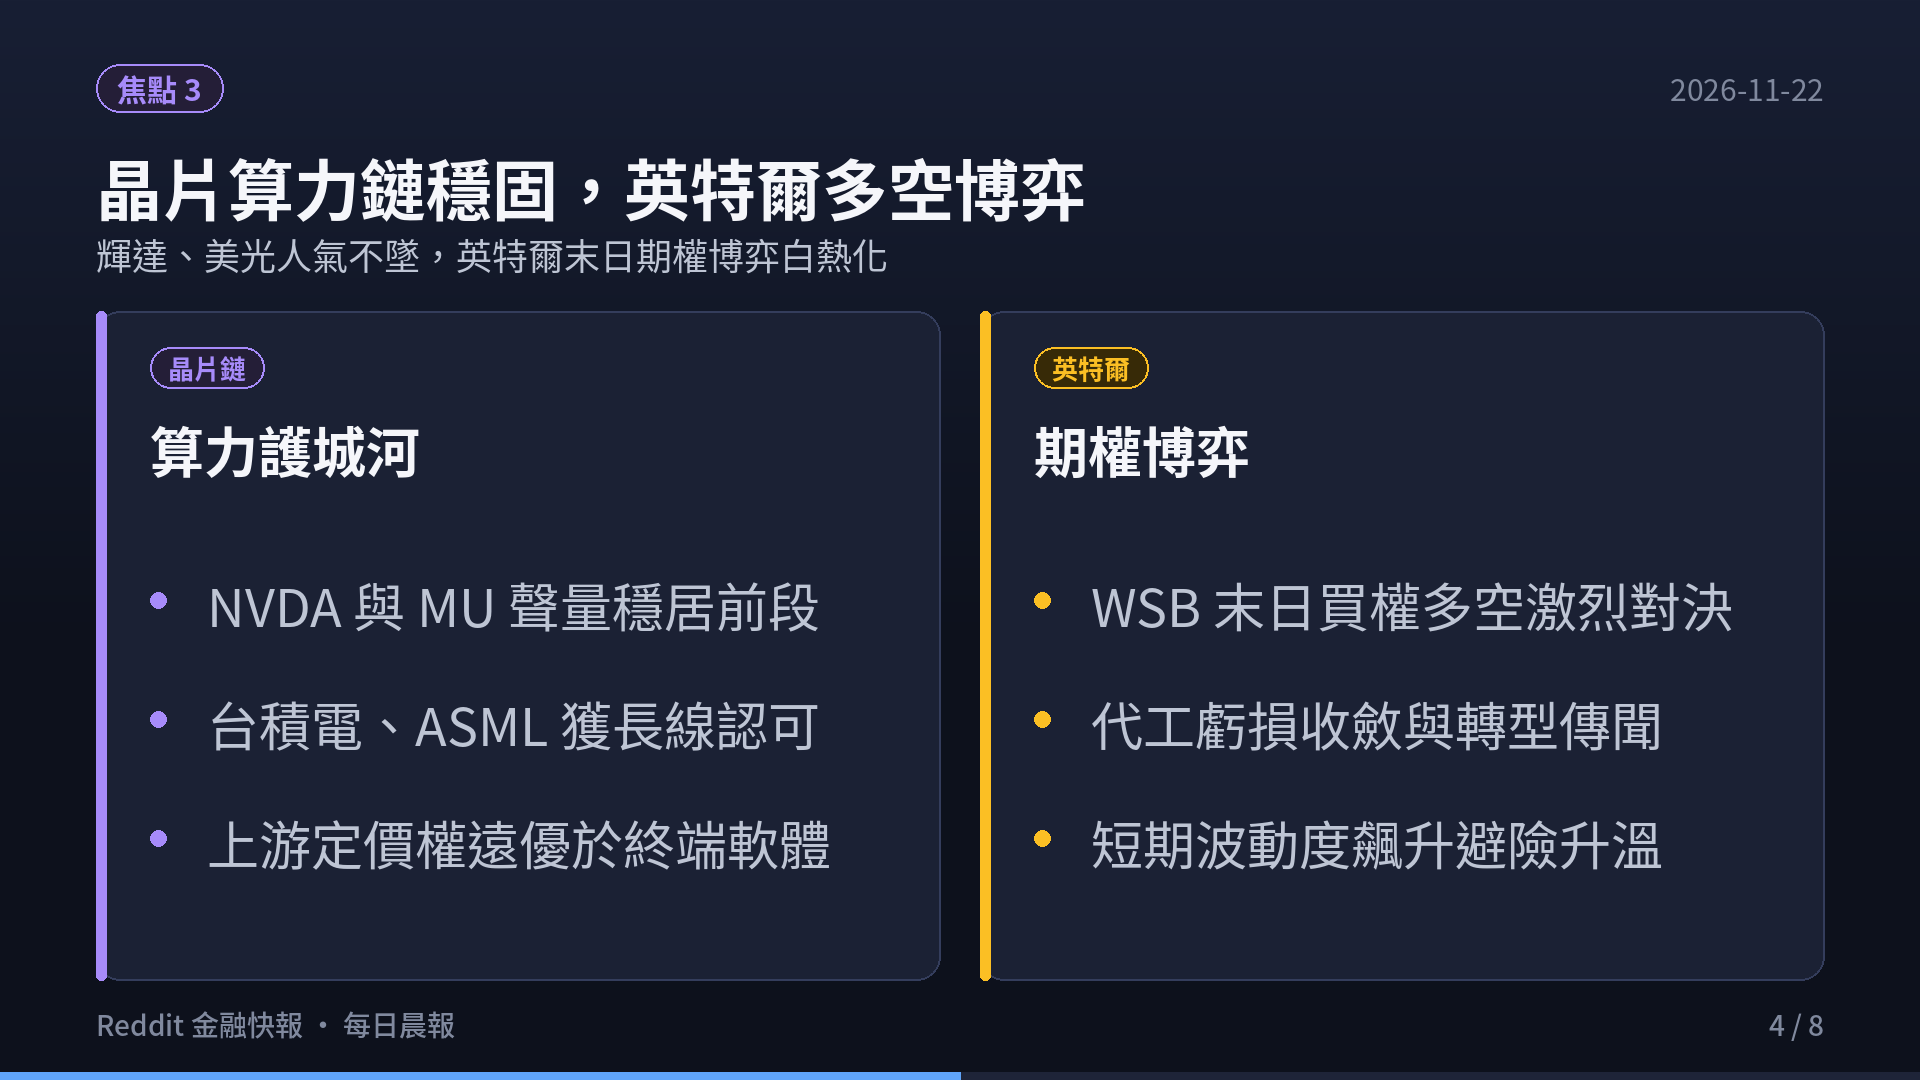 焦點 3
2026-11-22
晶片算力鏈穩固，英特爾多空博弈
輝達、美光人氣不墜，英特爾末日期權博弈白熱化
晶片鏈
算力護城河
NVDA 與 MU 聲量穩居前段
台積電、ASML 獲長線認可
上游定價權遠優於終端軟體
英特爾
期權博弈
WSB 末日買權多空激烈對決
代工虧損收斂與轉型傳聞
短期波動度飆升避險升溫
Reddit 金融快報 • 每日晨報
4 / 8